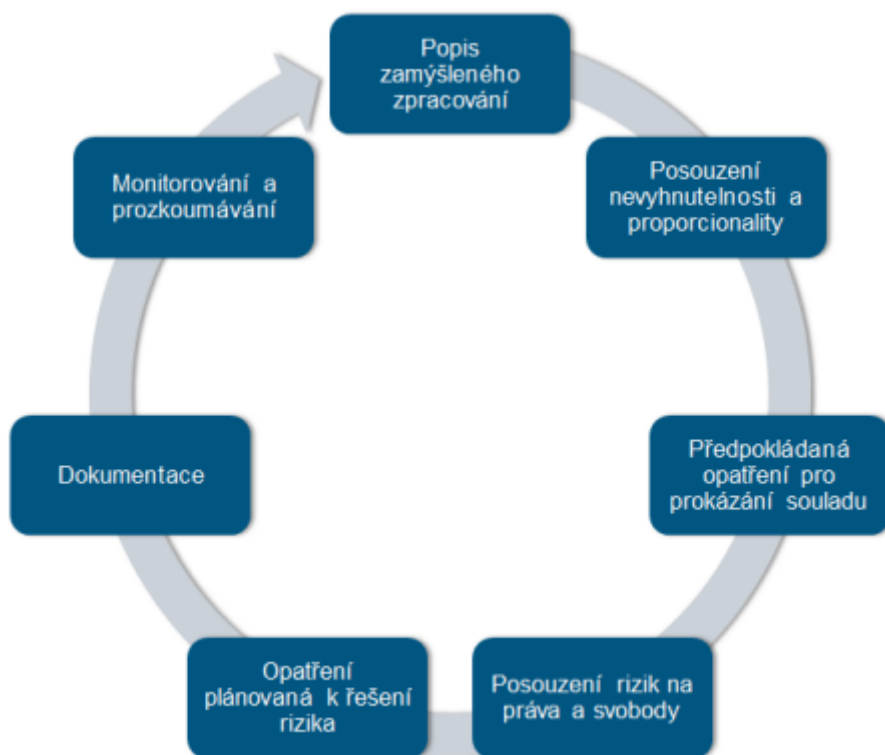 Popis
zamýšleného
zpracování
Posouzení
nevyhnutelnosti a
proporcionality
Předpokládaná
opatření pro
prokázání souladu
Posouzení rizik na
práva a svobody
Opatření
plánovaná k řešení
rizika
Dokumentace
Monitorování a
prozkoumávání